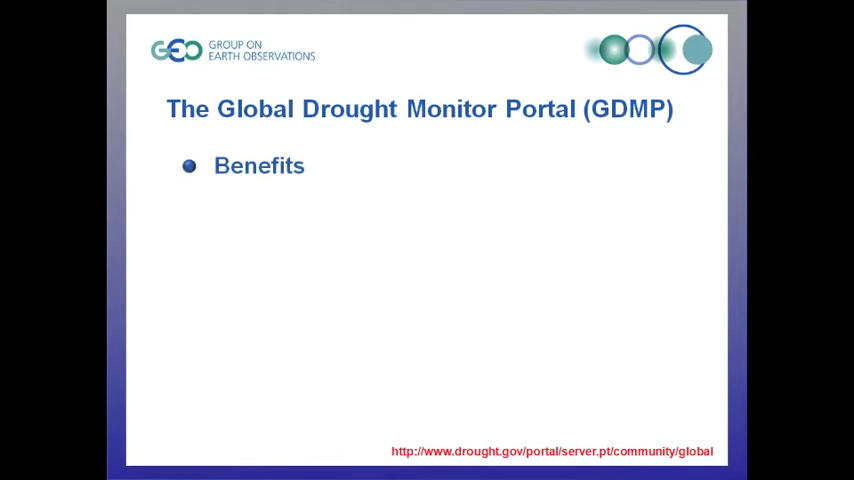 GEO GROUP ON
EARTH OBSERVATIONS
The Global Drought Monitor Portal (GDMP)
Benefits
http://www.drought.gov/portal/server.pt/community/global